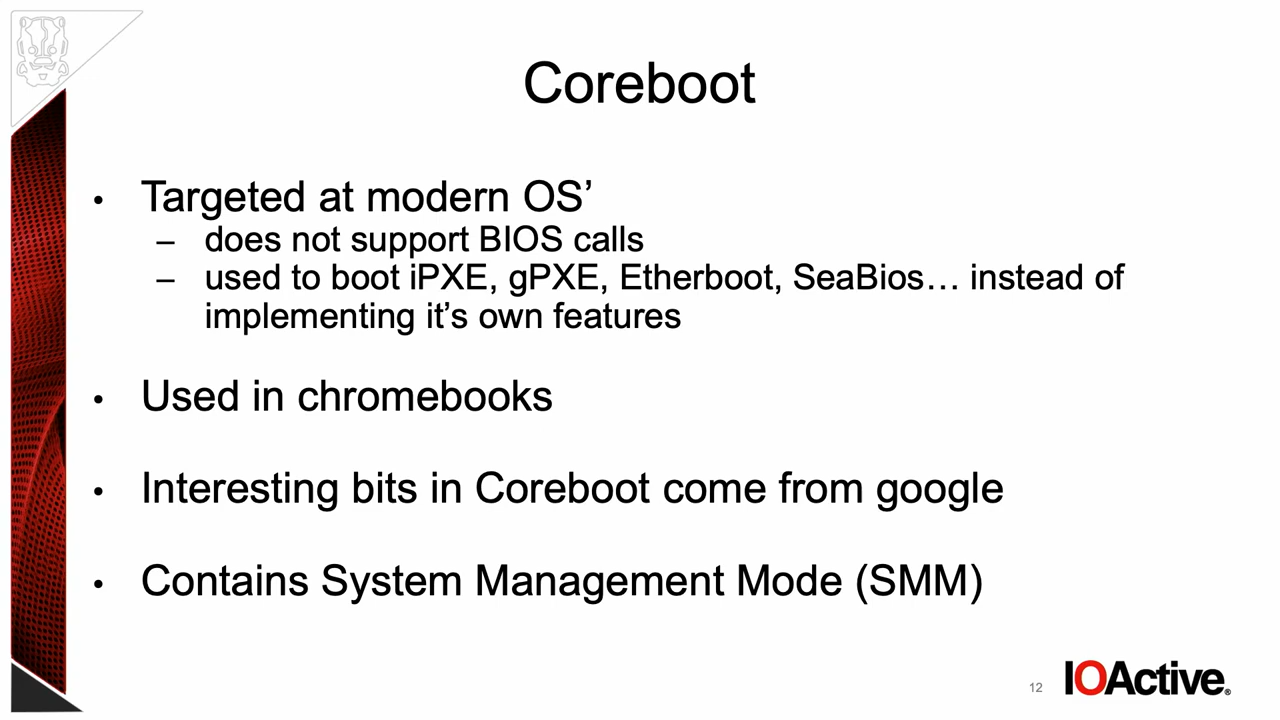 Coreboot
• Targeted at modern OS’
– does not support BIOS calls
– used to boot iPXE, gPXE, Etherboot, SeaBios… instead of
implementing it’s own features
• Used in chromebooks
• Interesting bits in Coreboot come from google
• Contains System Management Mode (SMM)
12 IOActive®